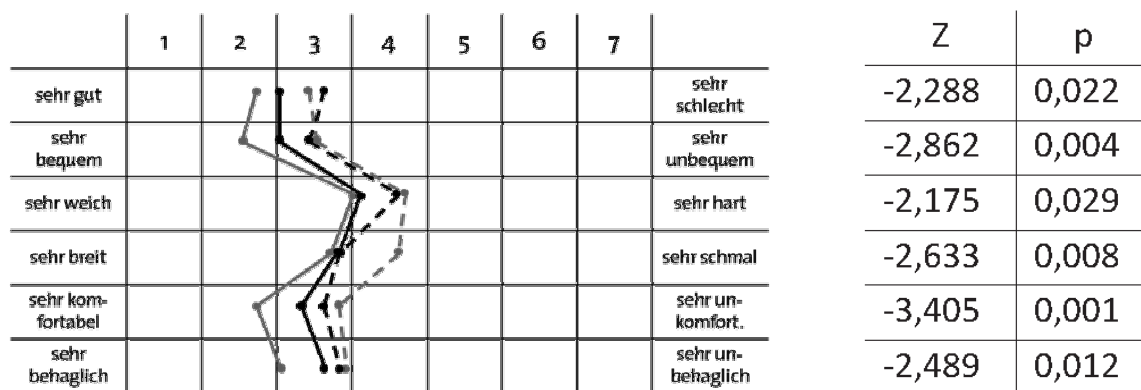 1 2 3 4 5 6 7
sehr gut
sehr
schlecht
sehr
bequem
sehr
unbequem
sehr weich
sehr hart
sehr breit
sehr schmal
sehr kom-
fortabel
sehr un-
komfort.
sehr
behaglich
sehr un-
behaglich
Z p
-2,288 0,022
-2,862 0,004
-2,175 0,029
-2,633 0,008
-3,405 0,001
-2,489 0,012